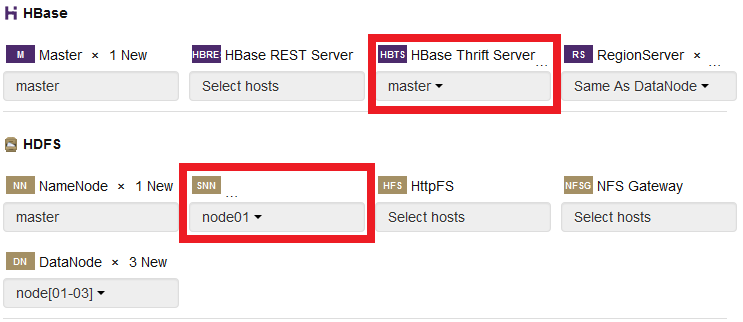 HBase
M Master × 1 New HBRE HBase REST Server HBTS HBase Thrift Server ... RS RegionServer × ...
master Select hosts master Same As DataNode
HDFS
NN NameNode × 1 New SNN ... HFS HttpFS NFSG NFS Gateway
master node01 Select hosts Select hosts
DN DataNode × 3 New
node[01-03]